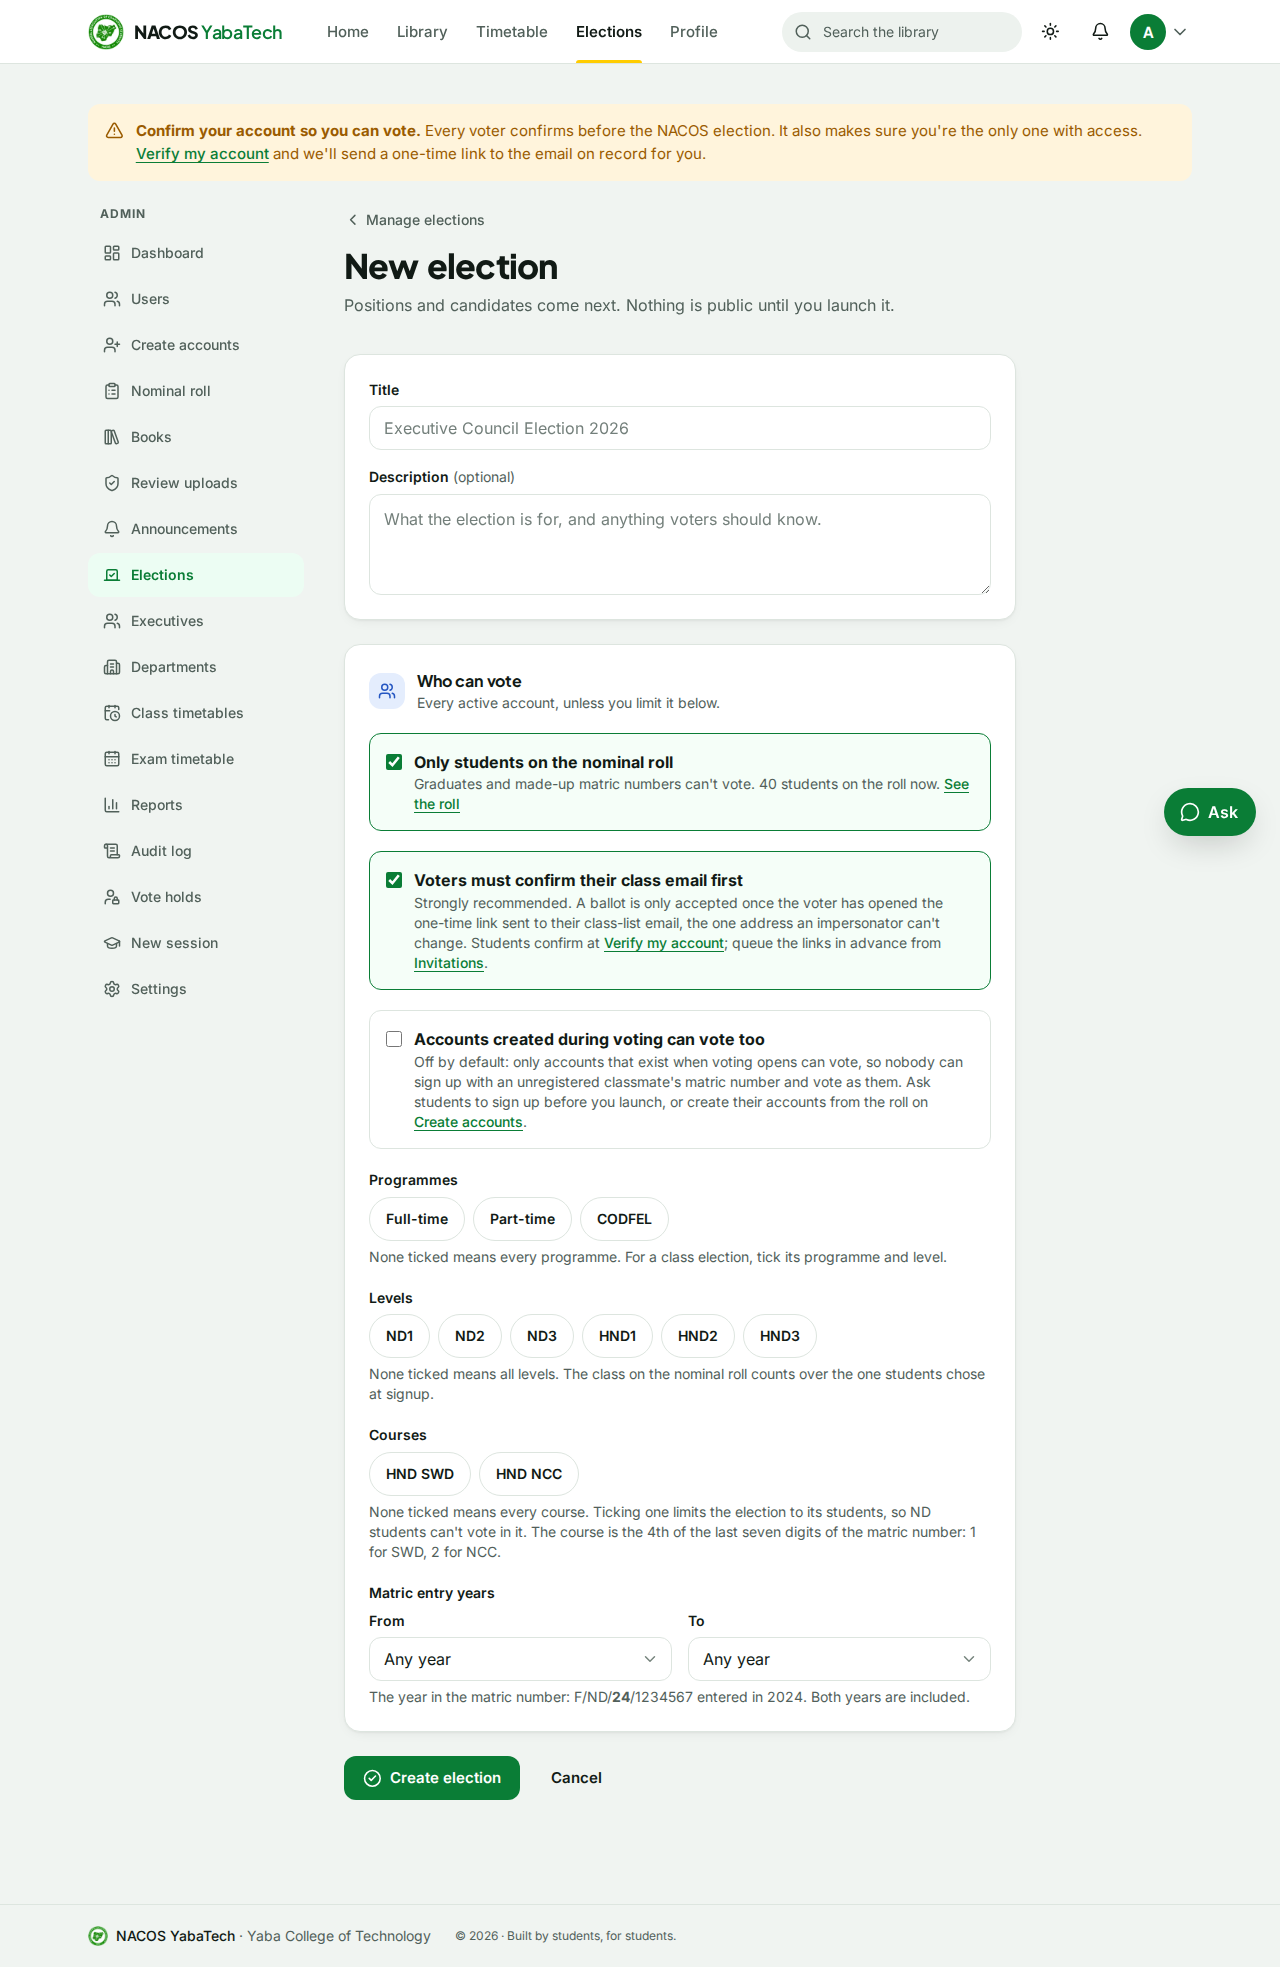 NACOS YabaTech
Home
Library
Timetable
Elections
Profile
Search the library
A
Confirm your account so you can vote. Every voter confirms before the NACOS election. It also makes sure you're the only one with access.
Verify my account and we'll send a one-time link to the email on record for you.
ADMIN
Dashboard
Users
Create accounts
Nominal roll
Books
Review uploads
Announcements
Elections
Executives
Departments
Class timetables
Exam timetable
Reports
Audit log
Vote holds
New session
Settings
Manage elections
New election
Positions and candidates come next. Nothing is public until you launch it.
Title
Executive Council Election 2026
Description (optional)
What the election is for, and anything voters should know.
Who can vote
Every active account, unless you limit it below.
Only students on the nominal roll
Graduates and made-up matric numbers can't vote. 40 students on the roll now. See
the roll
Voters must confirm their class email first
Strongly recommended. A ballot is only accepted once the voter has opened the
one-time link sent to their class-list email, the one address an impersonator can't
change. Students confirm at Verify my account; queue the links in advance from
Invitations.
Accounts created during voting can vote too
Off by default: only accounts that exist when voting opens can vote, so nobody can
sign up with an unregistered classmate's matric number and vote as them. Ask
students to sign up before you launch, or create their accounts from the roll on
Create accounts.
Programmes
Full-time
Part-time
CODFEL
None ticked means every programme. For a class election, tick its programme and level.
Levels
ND1
ND2
ND3
HND1
HND2
HND3
None ticked means all levels. The class on the nominal roll counts over the one students chose
at signup.
Courses
HND SWD
HND NCC
None ticked means every course. Ticking one limits the election to its students, so ND
students can't vote in it. The course is the 4th of the last seven digits of the matric number: 1
for SWD, 2 for NCC.
Matric entry years
From
To
Any year
Any year
The year in the matric number: F/ND/24/1234567 entered in 2024. Both years are included.
Create election
Cancel
Ask
NACOS YabaTech · Yaba College of Technology
© 2026 · Built by students, for students.